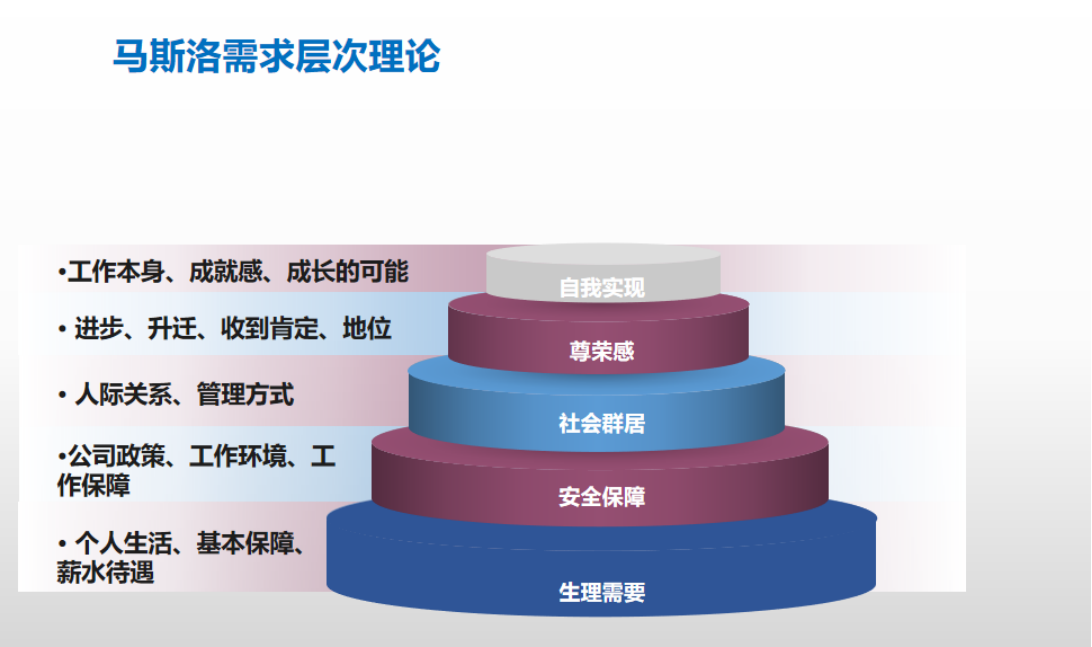 马斯洛需求层次理论
•工作本身、成就感、成长的可能
自我实现
• 进步、升迁、收到肯定、地位
尊荣感
• 人际关系、管理方式
社会群居
•公司政策、工作环境、工
作保障
安全保障
• 个人生活、基本保障、
薪水待遇
生理需要